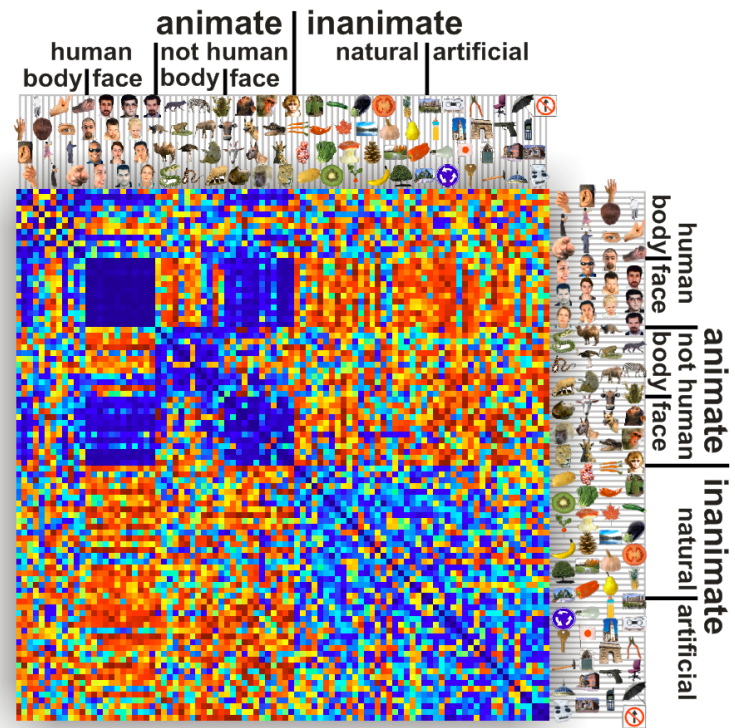 animate inanimate
human not human natural artificial
body face body face
human
body face
animate
not human
body face
inanimate
natural artificial